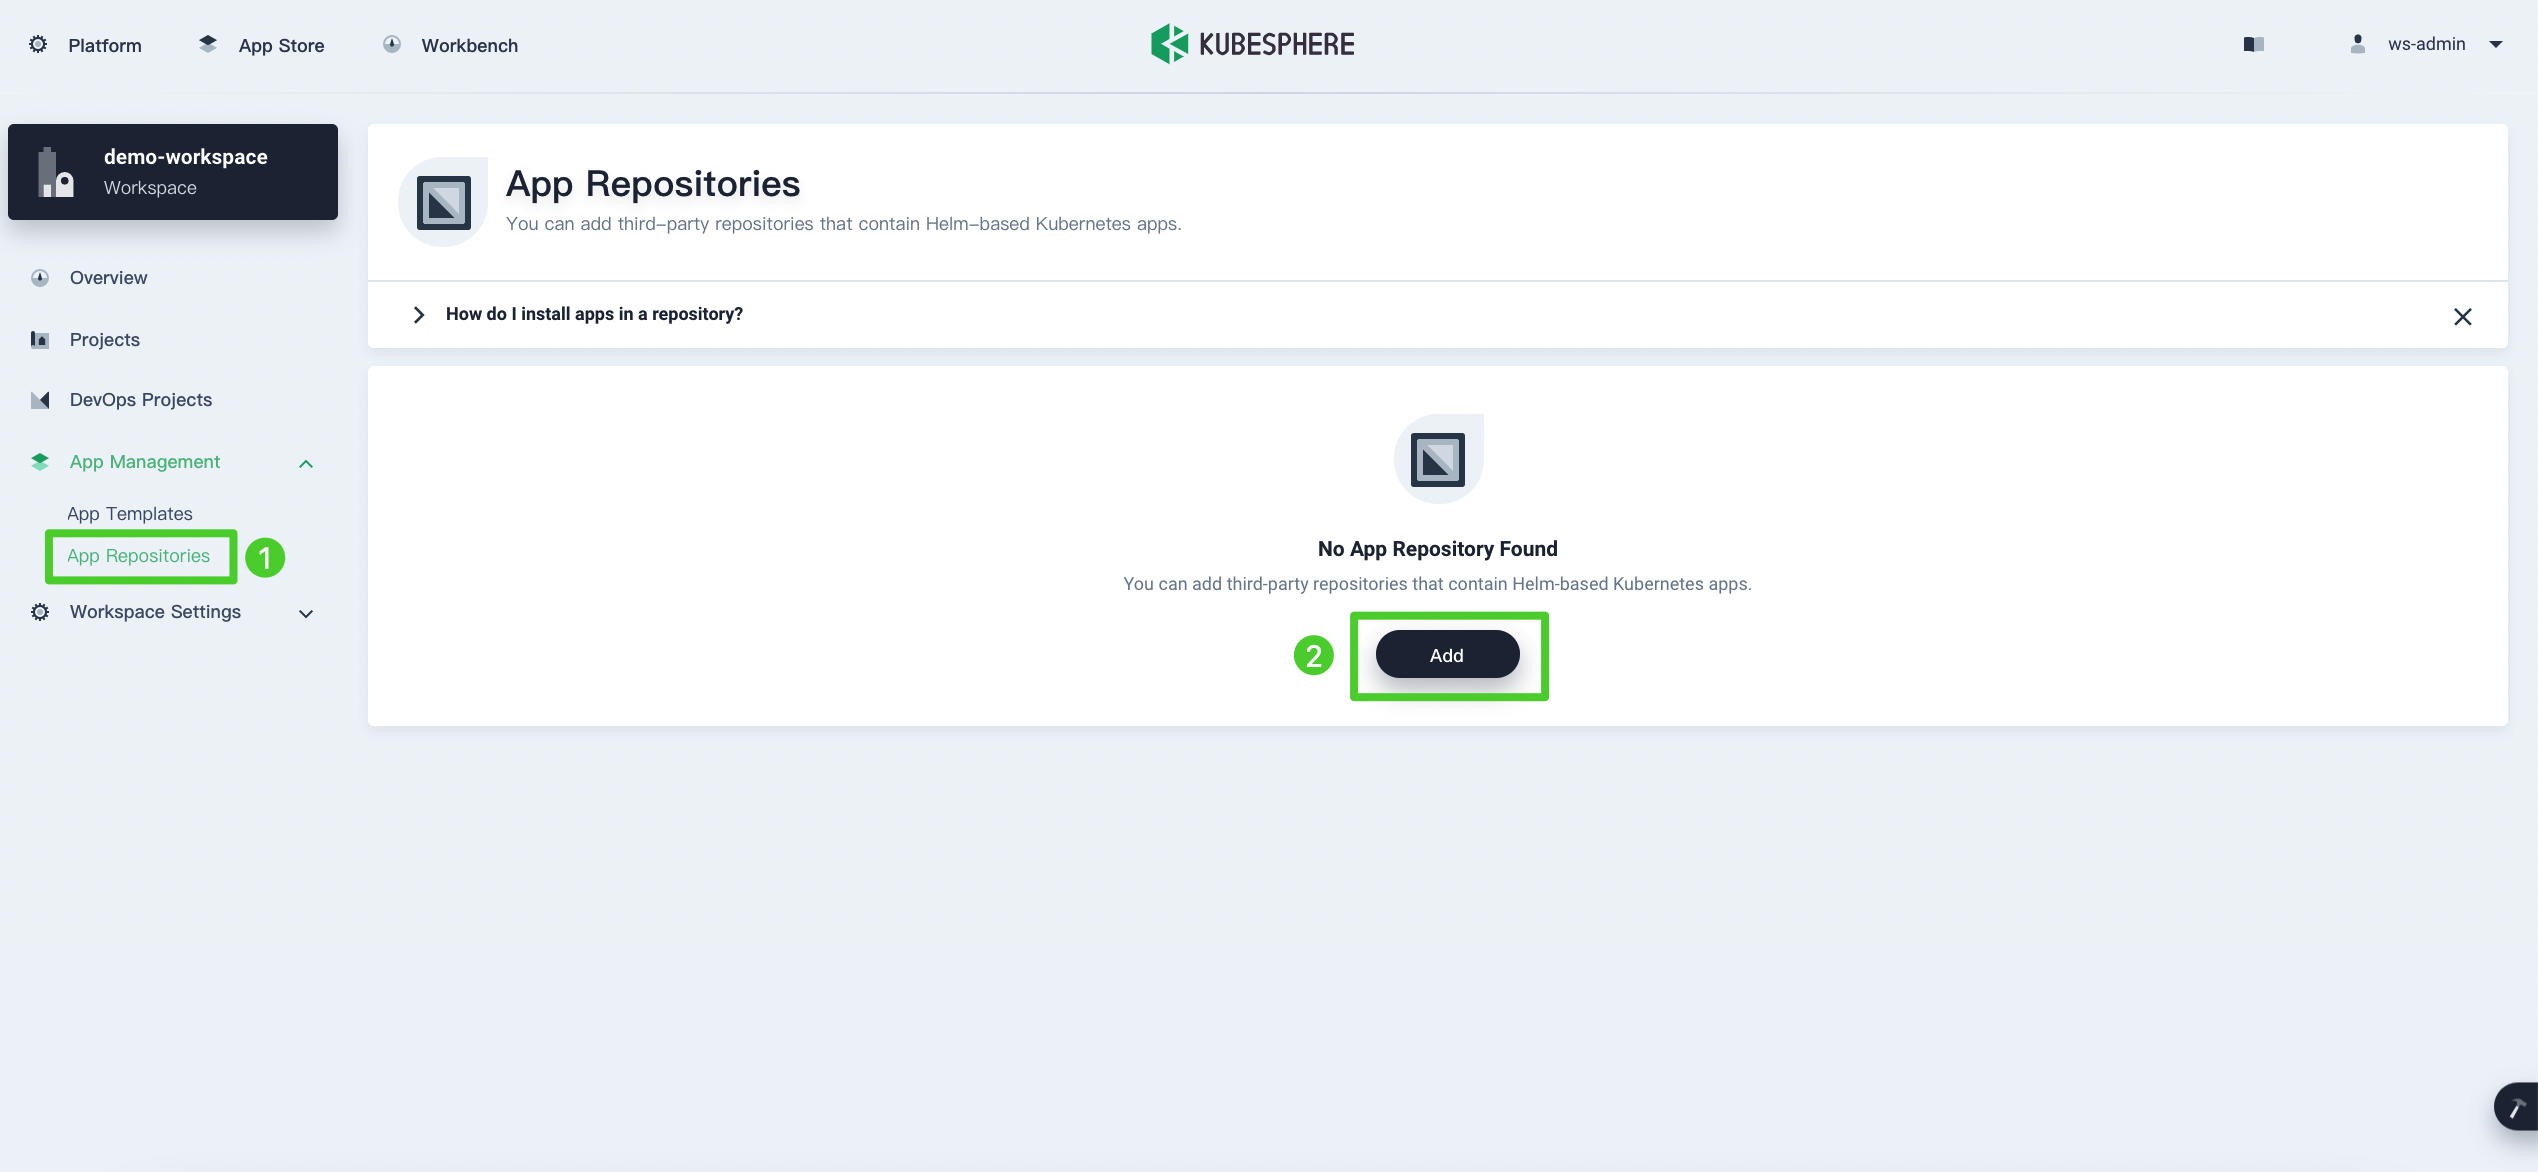 Platform
App Store
Workbench
KUBESPHERE
ws-admin
demo-workspace
Workspace
Overview
Projects
DevOps Projects
App Management
App Templates
App Repositories
1
Workspace Settings
App Repositories
You can add third-party repositories that contain Helm-based Kubernetes apps.
How do I install apps in a repository?
No App Repository Found
You can add third-party repositories that contain Helm-based Kubernetes apps.
2
Add